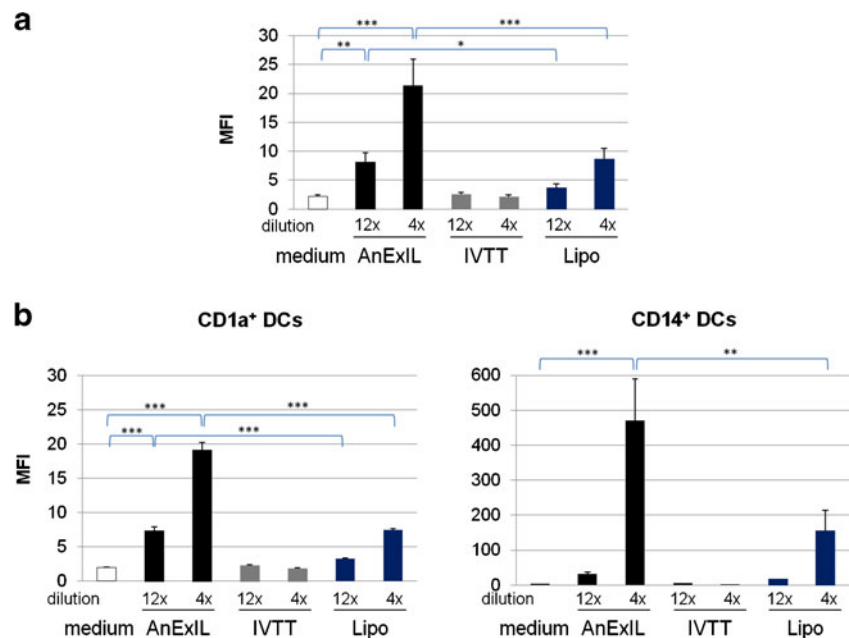 a
*** ***
** *
MFI
30
25
20
15
10
5
0
dilution 12x 4x 12x 4x 12x 4x
medium AnExIL IVTT Lipo
b
CD1a⁺ DCs
*** ***
*** ***
MFI
30
25
20
15
10
5
0
dilution 12x 4x 12x 4x 12x 4x
medium AnExIL IVTT Lipo
CD14⁺ DCs
*** **
600
500
400
300
200
100
0
dilution 12x 4x 12x 4x 12x 4x
medium AnExIL IVTT Lipo